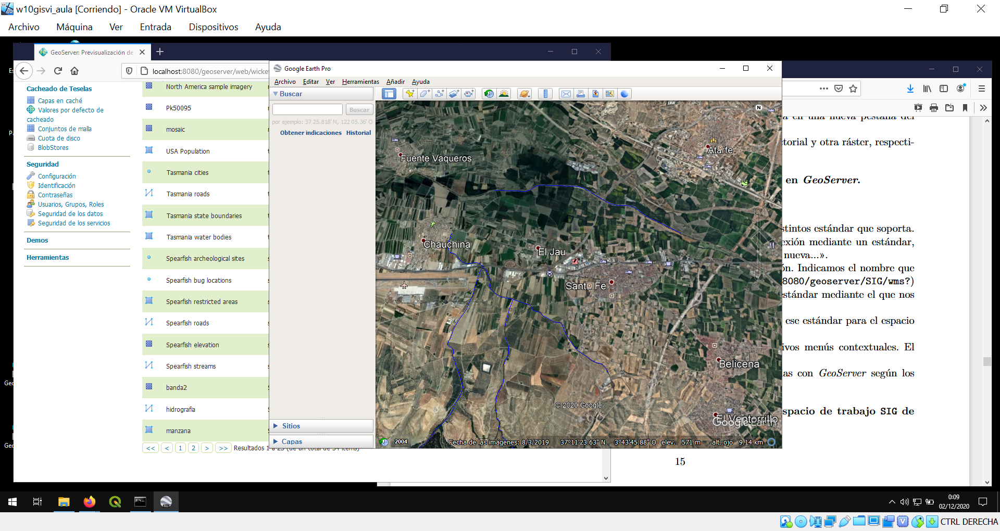 w10gisvi_aula [Corriendo] - Oracle VM VirtualBox
Archivo Máquina Ver Entrada Dispositivos Ayuda
GeoServer: Previsualización de
localhost:8080/geoserver/web/wicket
Cacheado de Teselas
Capas en caché
Valores por defecto de
cacheado
Conjuntos de malla
Cuota de disco
BlobStores
Seguridad
Configuración
Identificación
Contraseñas
Usuarios, Grupos, Roles
Seguridad de los datos
Seguridad de los servicios
Demos
Herramientas
North America sample imagery
Pk50095
mosaic
USA Population
Tasmania cities
Tasmania roads
Tasmania state boundaries
Tasmania water bodies
Spearfish archeological sites
Spearfish bug locations
Spearfish restricted areas
Spearfish roads
Spearfish elevation
Spearfish streams
banda2
hidrografia
manzana
<< < 1 2 > >> Resultados 1 a 25 (de un total de 34 items)
Google Earth Pro
Archivo Editar Ver Herramientas Añadir Ayuda
Buscar
Buscar
por ejemplo: 37 25.818' N, 122 05.36' O
Obtener indicaciones Historial
Sitios
Capas
N
Fuente Vaqueros
Atarfe
Chauchina
El Jau
Santa Fe
Belicena
© 2020 Google
El Ventorrillo
Google Earth
2004
Fecha de las imágenes: 8/3/2019 37°11'23.63" N 3°43'45.88" O elev. 571 m alt. ojo 9.14 km
a en una nueva pestaña del
ctorial y otra ráster, respecti-
en GeoServer.
stintos estándar que soporta.
exión mediante un estándar,
nueva...».
ón. Indicamos el nombre que
8080/geoserver/SIG/wms?)
estándar mediante el que nos
ese estándar para el espacio
ivos menús contextuales. El
as con GeoServer según los
spacio de trabajo SIG de
15
Es
P
Geo
Geo
0:09
02/12/2020
CTRL DERECHA